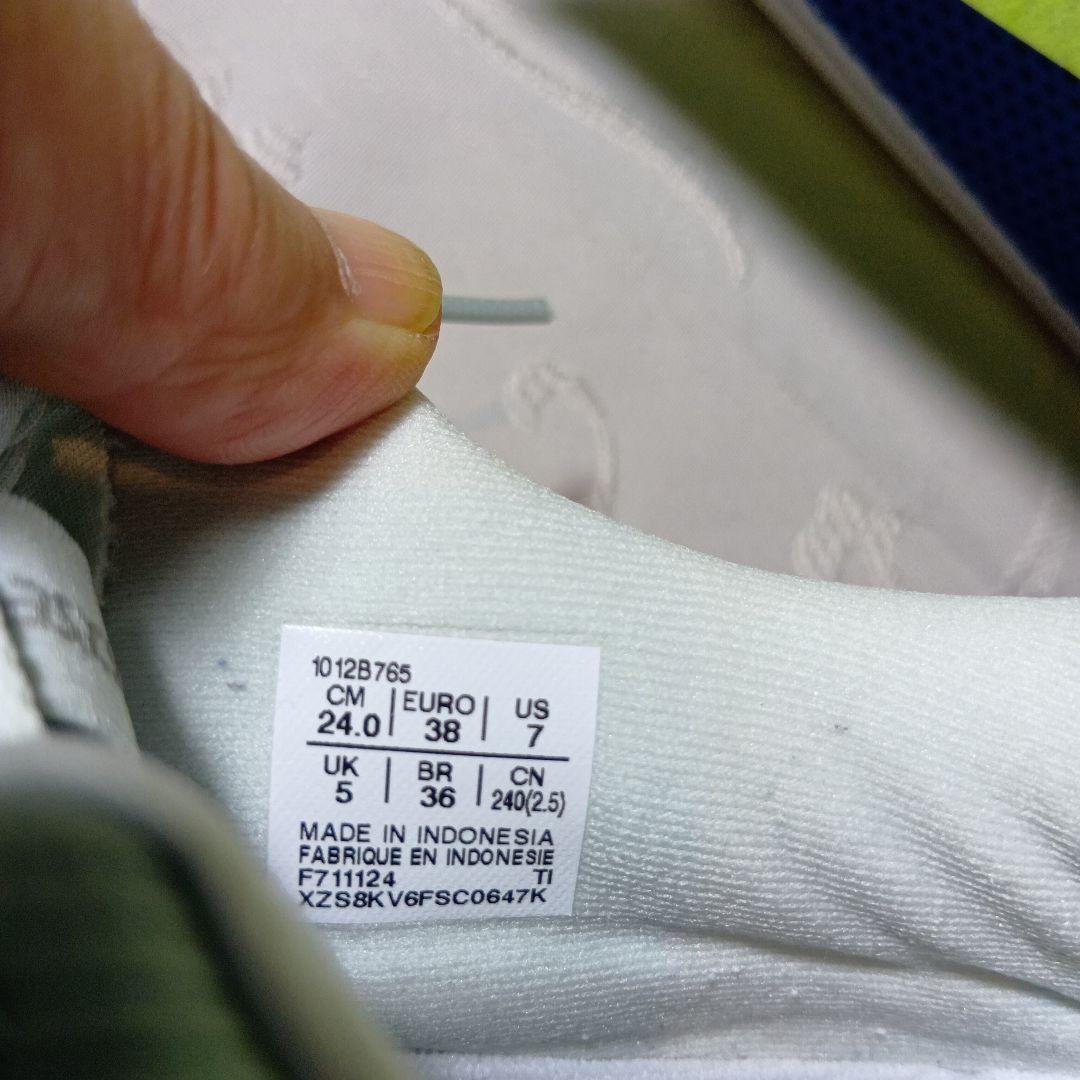 1012B765
CM | EURO | US
24.0 | 38 | 7
UK | BR | CN
5 | 36 | 240(2.5)
MADE IN INDONESIA
FABRIQUE EN INDONESIE
F711124 TI
XZS8KV6FSC0647K